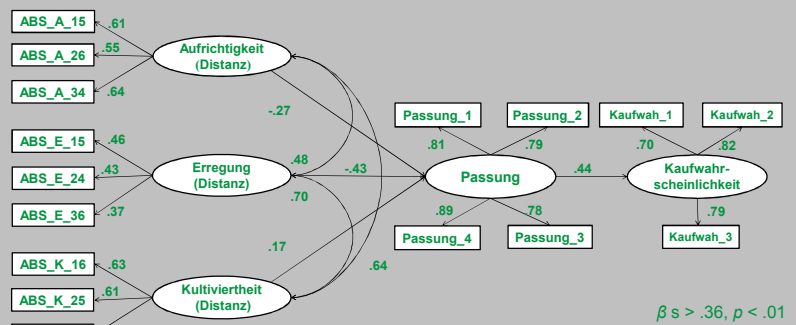 ABS_A_15
.61
ABS_A_26
.55
ABS_A_34
.64
Aufrichtigkeit
(Distanz)
-.27
ABS_E_15
.46
ABS_E_24
.43
ABS_E_36
.37
Erregung
(Distanz)
.48
-.43
.70
ABS_K_16
.63
ABS_K_25
.61
Kultiviertheit
(Distanz)
.17
.64
Passung_1
.81
Passung_2
.79
Passung
.89
.78
Passung_4
Passung_3
.44
Kaufwah_1
.70
Kaufwah_2
.82
Kaufwahr-
scheinlichkeit
.79
Kaufwah_3
β s > .36, p < .01